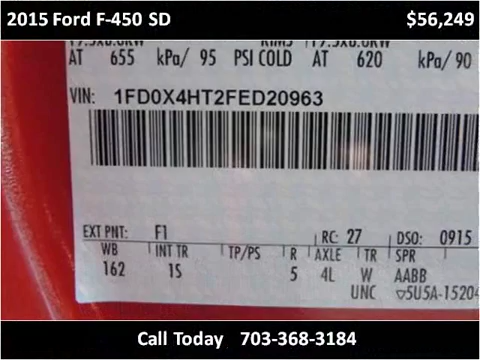 2015 Ford F-450 SD $56,249
AT 655 kPa/ 95 PSI COLD AT 620 kPa/ 90
VIN: 1FD0X4HT2FED20963
EXT PNT: F1 RC: 27 DSO: 0915
WB INT TR TP/PS R AXLE TR SPR
162 1S 5 4L W AABB
UNC ▽5U5A-15204
Call Today 703-368-3184